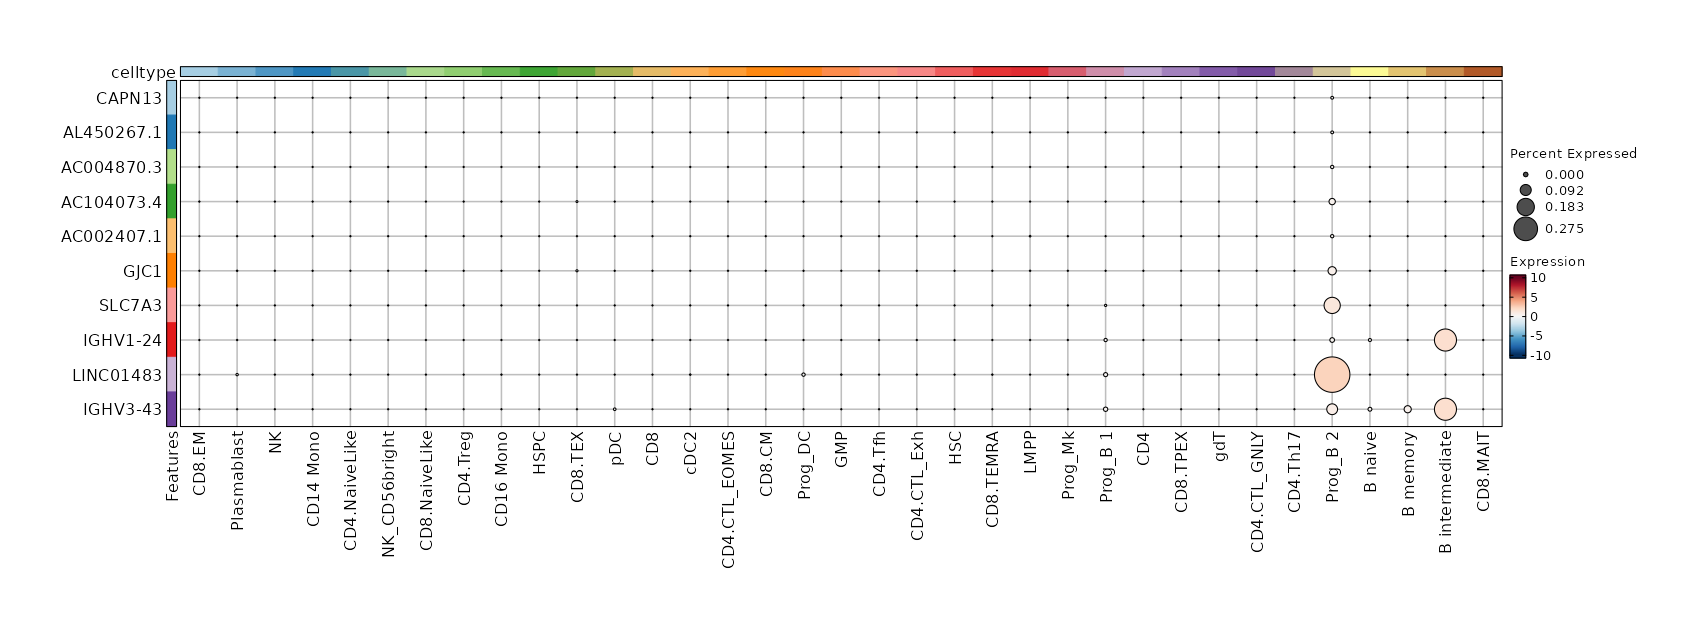 celltype
CAPN13
AL450267.1
AC004870.3
AC104073.4
AC002407.1
GJC1
SLC7A3
IGHV1-24
LINC01483
IGHV3-43
Features
CD8.EM
Plasmablast
NK
CD14 Mono
CD4.NaiveLike
NK_CD56bright
CD8.NaiveLike
CD4.Treg
CD16 Mono
HSPC
CD8.TEX
pDC
CD8
cDC2
CD4.CTL_EOMES
CD8.CM
Prog_DC
GMP
CD4.Tfh
CD4.CTL_Exh
HSC
CD8.TEMRA
LMPP
Prog_Mk
Prog_B 1
CD4
CD8.TPEX
gdT
CD4.CTL_GNLY
CD4.Th17
Prog_B 2
B naive
B memory
B intermediate
CD8.MAIT
Percent Expressed
0.000
0.092
0.183
0.275
Expression
10
5
0
-5
-10